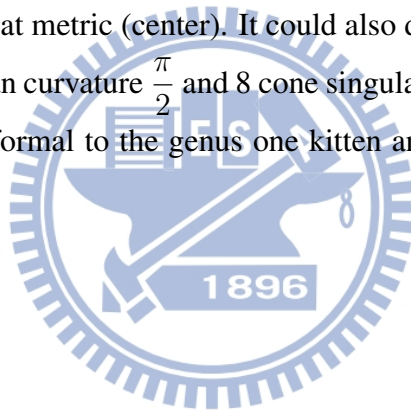 at metric (center). It could also
n curvature π/2 and 8 cone singula
formal to the genus one kitten
E S
A
1896